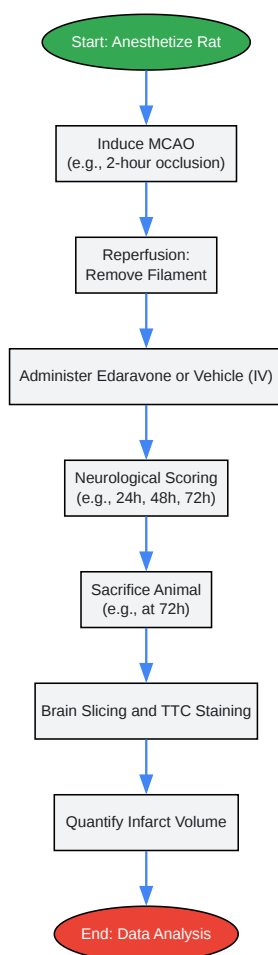 Start: Anesthetize Rat
Induce MCAO
(e.g., 2-hour occlusion)
Reperfusion:
Remove Filament
Administer Edaravone or Vehicle (IV)
Neurological Scoring
(e.g., 24h, 48h, 72h)
Sacrifice Animal
(e.g., at 72h)
Brain Slicing and TTC Staining
Quantify Infarct Volume
End: Data Analysis